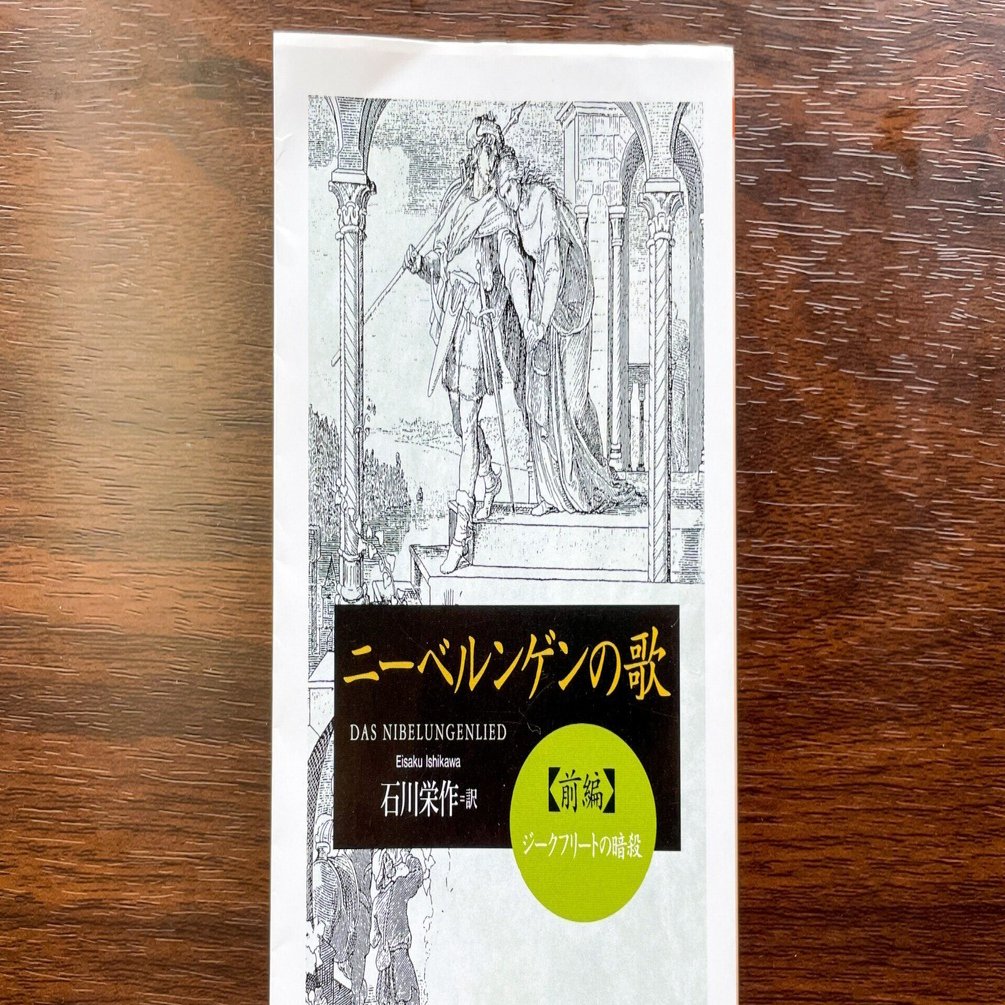 ニーベルンゲンの歌
DAS NIBELUNGENLIED
Eisaku Ishikawa
石川栄作=訳
【前編】
ジークフリートの暗殺